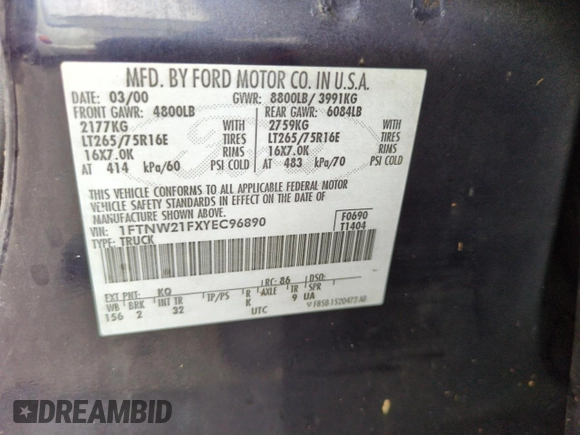 MFD. BY FORD MOTOR CO. IN U.S.A.
DATE: 03/00 GVWR: 8800LB/ 3991KG
FRONT GAWR: 4800LB REAR GAWR: 6084LB
2177KG WITH 2759KG WITH
LT265/75R16E TIRES LT265/75R16E TIRES
16X7.0K RIMS 16X7.0K RIMS
AT 414 kPa/60 PSI COLD AT 483 kPa/70 PSI COLD
THIS VEHICLE CONFORMS TO ALL APPLICABLE FEDERAL MOTOR
VEHICLE SAFETY STANDARDS IN EFFECT ON THE DATE OF
MANUFACTURE SHOWN ABOVE.
VIN: 1FTNW21FXYEC96890 F0690
TYPE: TRUCK T1404
EXT PNT: KQ RC: 86 DSO:
WB BRK INT TR TP/PS R AXLE TR SPR
156 2 32 K 9 UA
UTC F85B 1520472 AD
DREAMBID